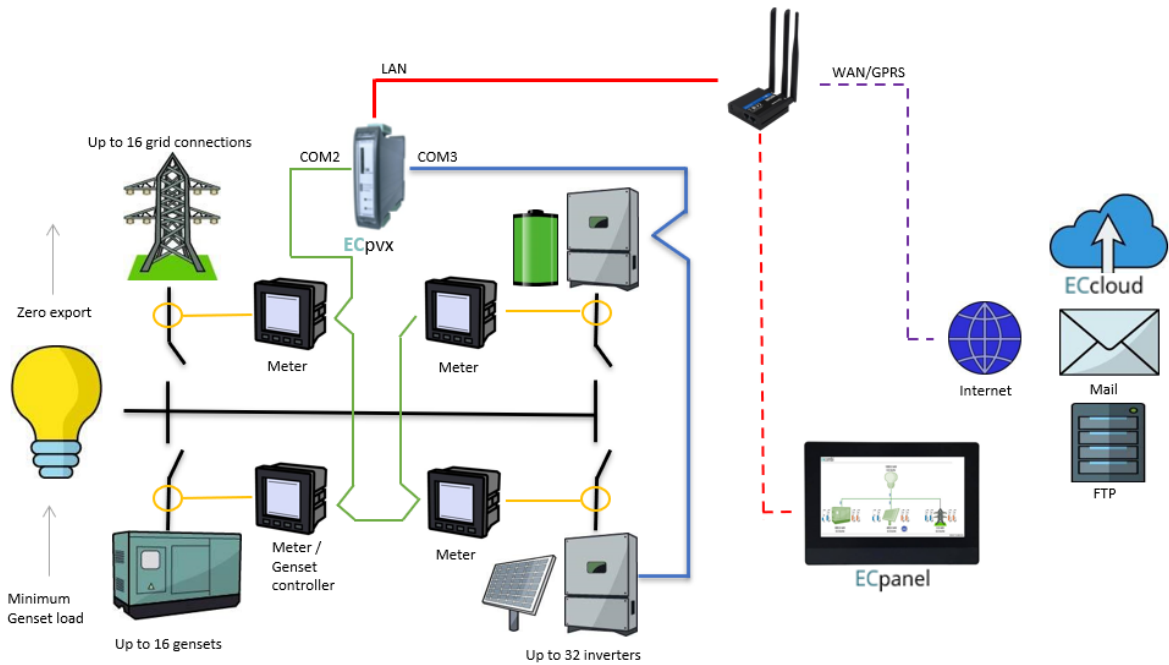 LAN
WAN/GPRS
Up to 16 grid connections
COM2
COM3
ECpvx
Zero export
Meter
Meter
ECcloud
Internet
Mail
FTP
Meter /
Genset
controller
Meter
ECpanel
Minimum
Genset load
Up to 16 gensets
Up to 32 inverters